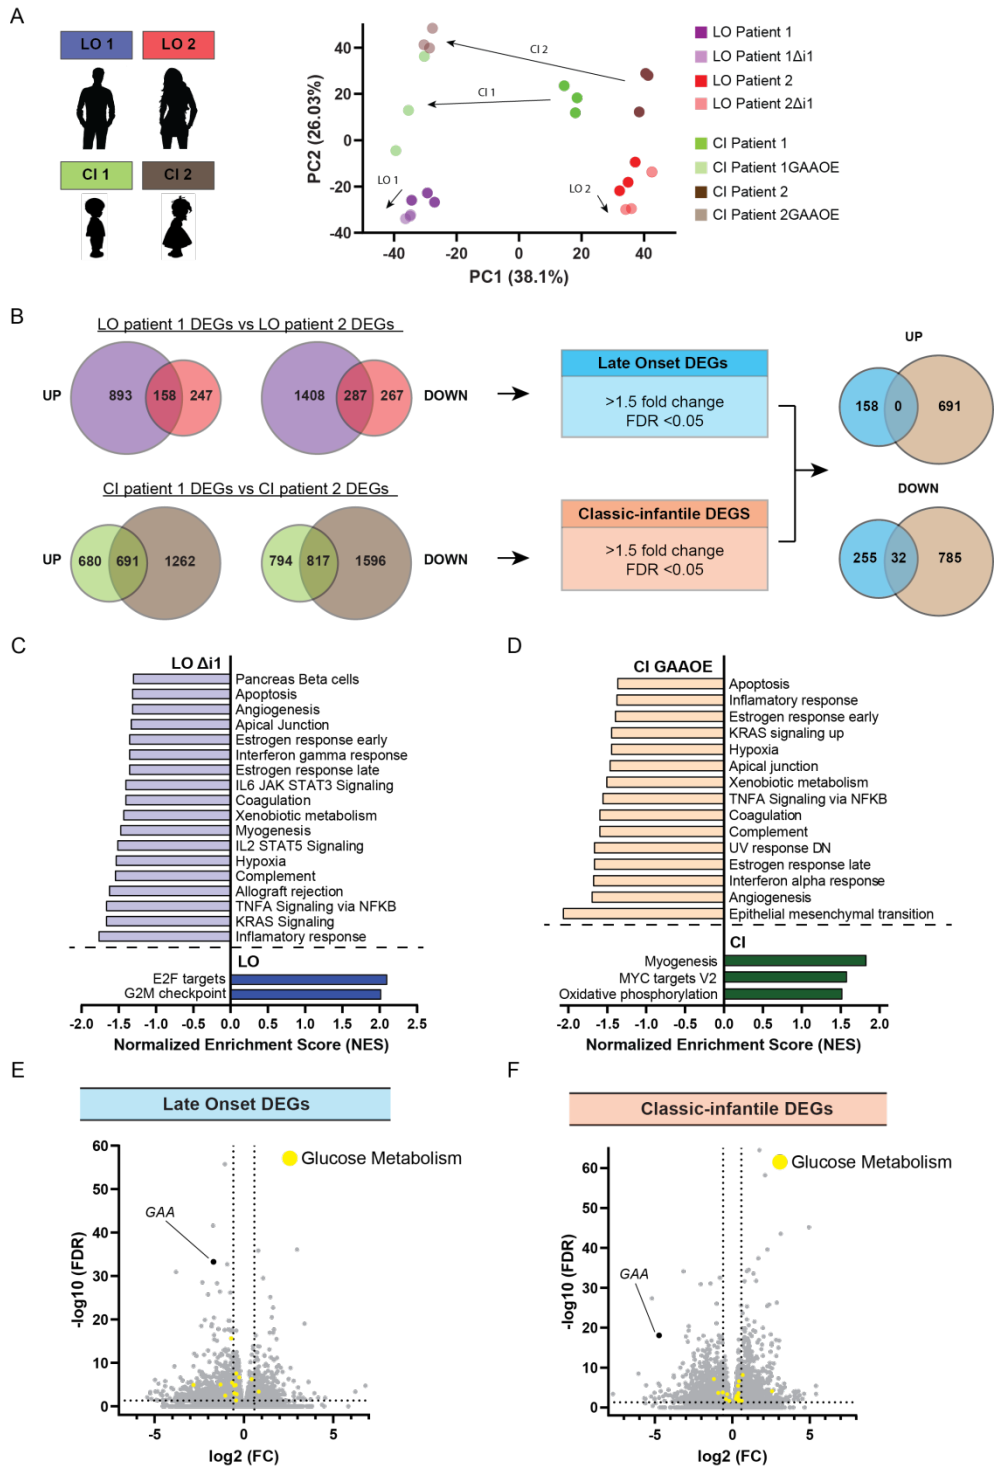 A
LO 1
LO 2
CI 1
CI 2
PC2 (26.03%)
40
20
0
-20
-40
CI 2
CI 1
LO 1
LO 2
-40
-20
0
20
40
PC1 (38.1%)
LO Patient 1
LO Patient 1Δi1
LO Patient 2
LO Patient 2Δi1
CI Patient 1
CI Patient 1GAAOE
CI Patient 2
CI Patient 2GAAOE
B
LO patient 1 DEGs vs LO patient 2 DEGs
UP
893
158
247
1408
287
267
DOWN
CI patient 1 DEGs vs CI patient 2 DEGs
UP
680
691
1262
794
817
1596
DOWN
Late Onset DEGs
>1.5 fold change
FDR <0.05
Classic-infantile DEGS
>1.5 fold change
FDR <0.05
UP
158
0
691
DOWN
255
32
785
C
LO Δi1
Pancreas Beta cells
Apoptosis
Angiogenesis
Apical Junction
Estrogen response early
Interferon gamma response
Estrogen response late
IL6 JAK STAT3 Signaling
Coagulation
Xenobiotic metabolism
Myogenesis
IL2 STAT5 Signaling
Hypoxia
Complement
Allograft rejection
TNFA Signaling via NFKB
KRAS Signaling
Inflamatory response
LO
E2F targets
G2M checkpoint
-2.0 -1.5 -1.0 -0.5 0.0 0.5 1.0 1.5 2.0 2.5
Normalized Enrichment Score (NES)
D
CI GAAOE
Apoptosis
Inflamatory response
Estrogen response early
KRAS signaling up
Hypoxia
Apical junction
Xenobiotic metabolism
TNFA Signaling via NFKB
Coagulation
Complement
UV response DN
Estrogen response late
Interferon alpha response
Angiogenesis
Epithelial mesenchymal transition
CI
Myogenesis
MYC targets V2
Oxidative phosphorylation
-2.0 -1.5 -1.0 -0.5 0.0 0.5 1.0 1.5 2.0
Normalized Enrichment Score (NES)
E
Late Onset DEGs
Glucose Metabolism
GAA
-log10 (FDR)
60
50
40
30
20
10
0
-5
0
5
log2 (FC)
F
Classic-infantile DEGs
Glucose Metabolism
GAA
-log10 (FDR)
60
50
40
30
20
10
0
-5
0
5
log2 (FC)